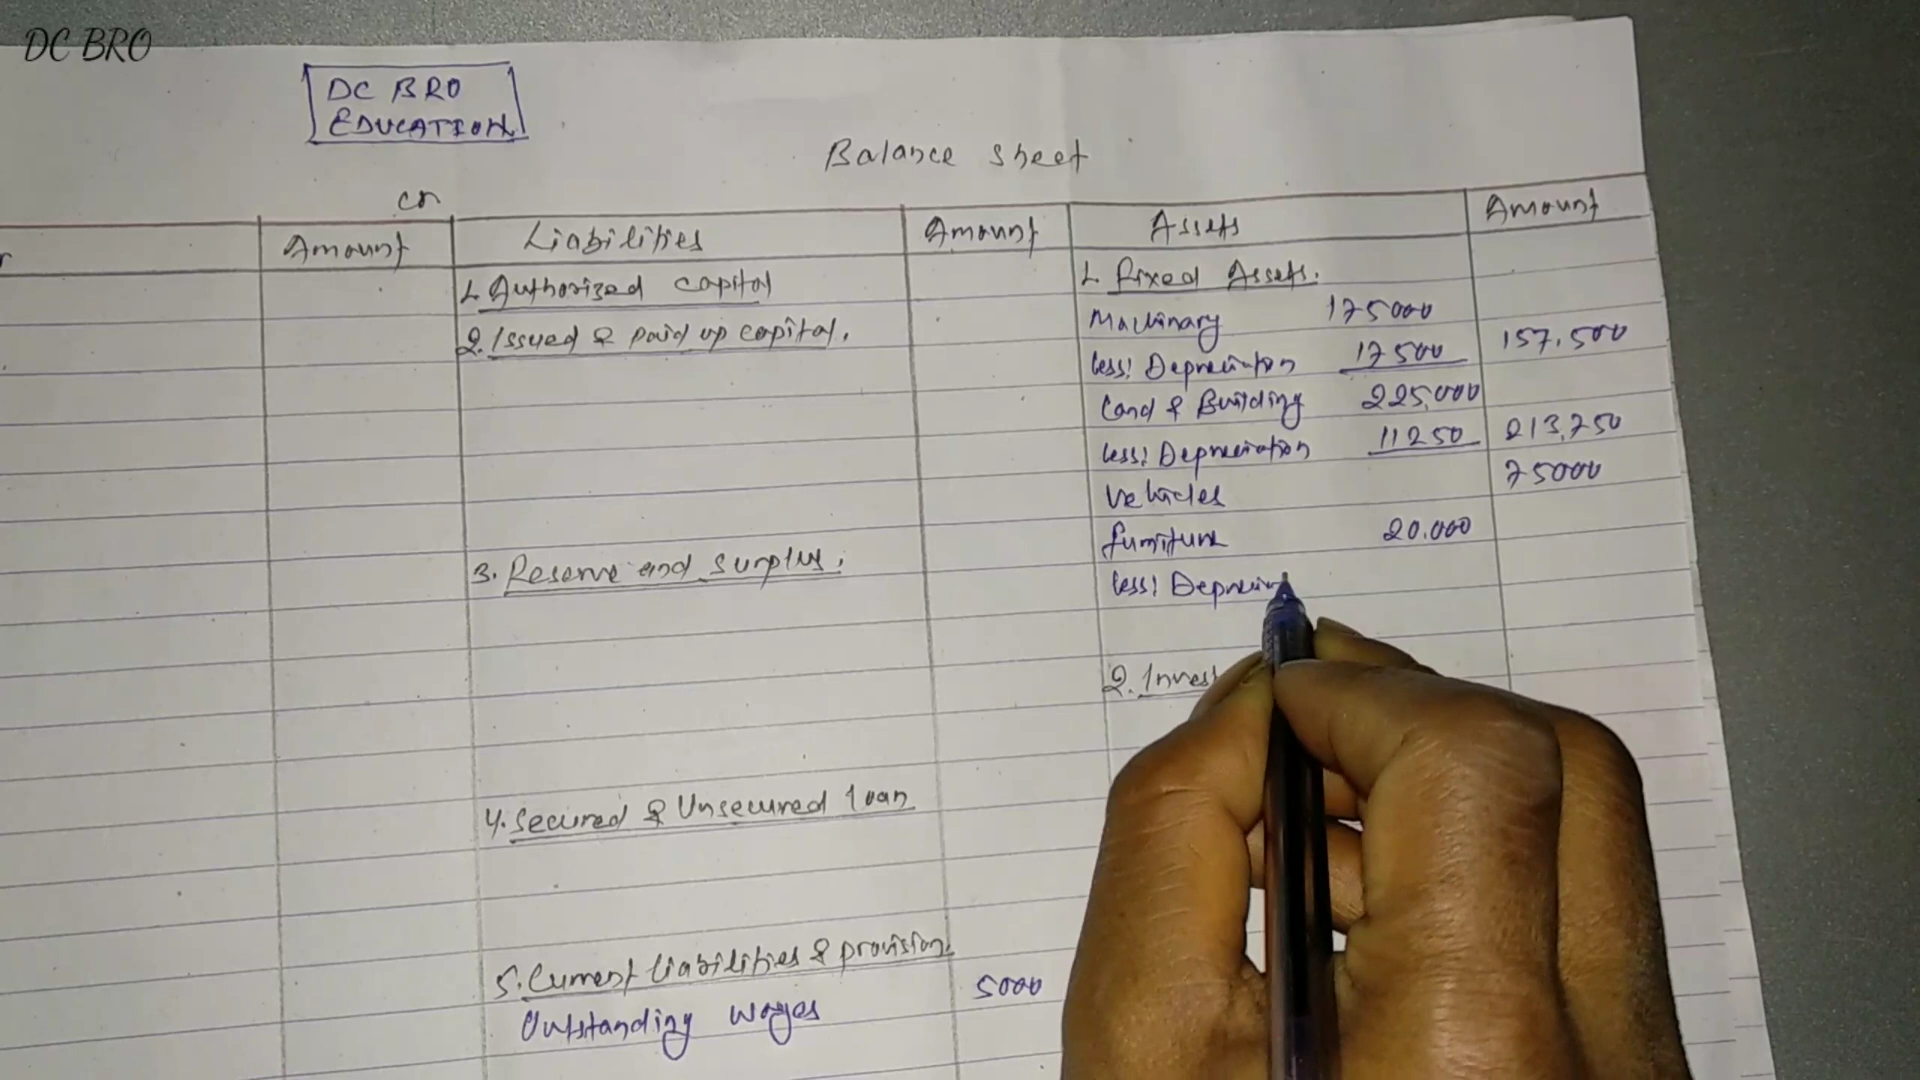 DC BRO
DC BRO
EDUCATION
Balance sheet
cr
r
Amount
Liabilities
Amount
Assets
Amount
1. Authorized capital
2. Issued & paid up capital.
3. Reserve and surplus.
4. Secured & Unsecured loan
5. Current liabilities & provision
Outstanding wages 5000
1. Fixed Assets.
Machinary 175000
less: Depreciation 17500 157,500
Land & Building 225,000
less: Depreciation 11250 213,750
Vehicles 75000
furniture 20,000
less: Deprecia
2. Invest